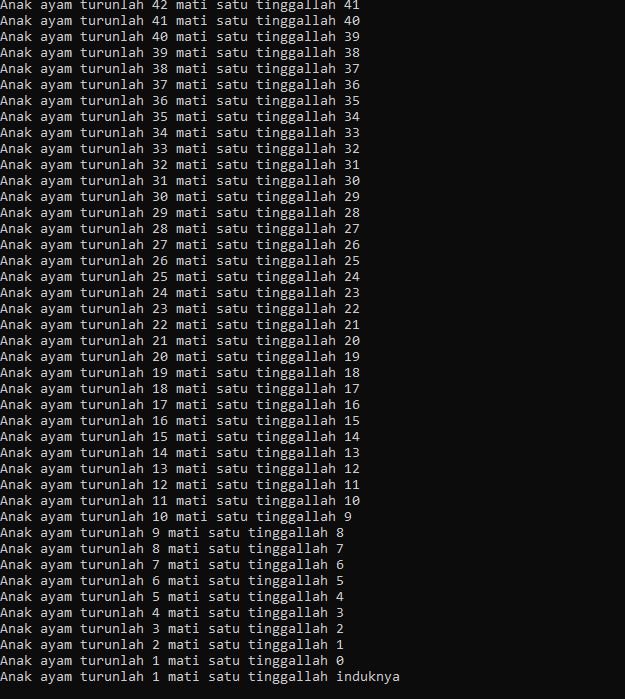 Anak ayam turunlah 42 mati satu tinggallah 41
Anak ayam turunlah 41 mati satu tinggallah 40
Anak ayam turunlah 40 mati satu tinggallah 39
Anak ayam turunlah 39 mati satu tinggallah 38
Anak ayam turunlah 38 mati satu tinggallah 37
Anak ayam turunlah 37 mati satu tinggallah 36
Anak ayam turunlah 36 mati satu tinggallah 35
Anak ayam turunlah 35 mati satu tinggallah 34
Anak ayam turunlah 34 mati satu tinggallah 33
Anak ayam turunlah 33 mati satu tinggallah 32
Anak ayam turunlah 32 mati satu tinggallah 31
Anak ayam turunlah 31 mati satu tinggallah 30
Anak ayam turunlah 30 mati satu tinggallah 29
Anak ayam turunlah 29 mati satu tinggallah 28
Anak ayam turunlah 28 mati satu tinggallah 27
Anak ayam turunlah 27 mati satu tinggallah 26
Anak ayam turunlah 26 mati satu tinggallah 25
Anak ayam turunlah 25 mati satu tinggallah 24
Anak ayam turunlah 24 mati satu tinggallah 23
Anak ayam turunlah 23 mati satu tinggallah 22
Anak ayam turunlah 22 mati satu tinggallah 21
Anak ayam turunlah 21 mati satu tinggallah 20
Anak ayam turunlah 20 mati satu tinggallah 19
Anak ayam turunlah 19 mati satu tinggallah 18
Anak ayam turunlah 18 mati satu tinggallah 17
Anak ayam turunlah 17 mati satu tinggallah 16
Anak ayam turunlah 16 mati satu tinggallah 15
Anak ayam turunlah 15 mati satu tinggallah 14
Anak ayam turunlah 14 mati satu tinggallah 13
Anak ayam turunlah 13 mati satu tinggallah 12
Anak ayam turunlah 12 mati satu tinggallah 11
Anak ayam turunlah 11 mati satu tinggallah 10
Anak ayam turunlah 10 mati satu tinggallah 9
Anak ayam turunlah 9 mati satu tinggallah 8
Anak ayam turunlah 8 mati satu tinggallah 7
Anak ayam turunlah 7 mati satu tinggallah 6
Anak ayam turunlah 6 mati satu tinggallah 5
Anak ayam turunlah 5 mati satu tinggallah 4
Anak ayam turunlah 4 mati satu tinggallah 3
Anak ayam turunlah 3 mati satu tinggallah 2
Anak ayam turunlah 2 mati satu tinggallah 1
Anak ayam turunlah 1 mati satu tinggallah 0
Anak ayam turunlah 1 mati satu tinggallah induknya